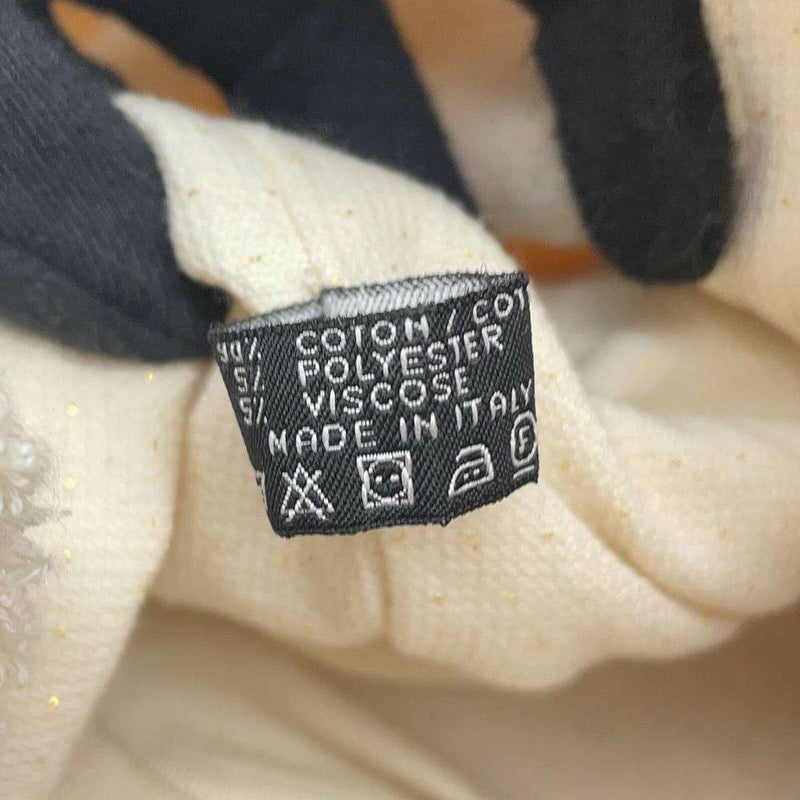 % COTON / COT
% POLYESTER
% VISCOSE
MADE IN ITALY
F